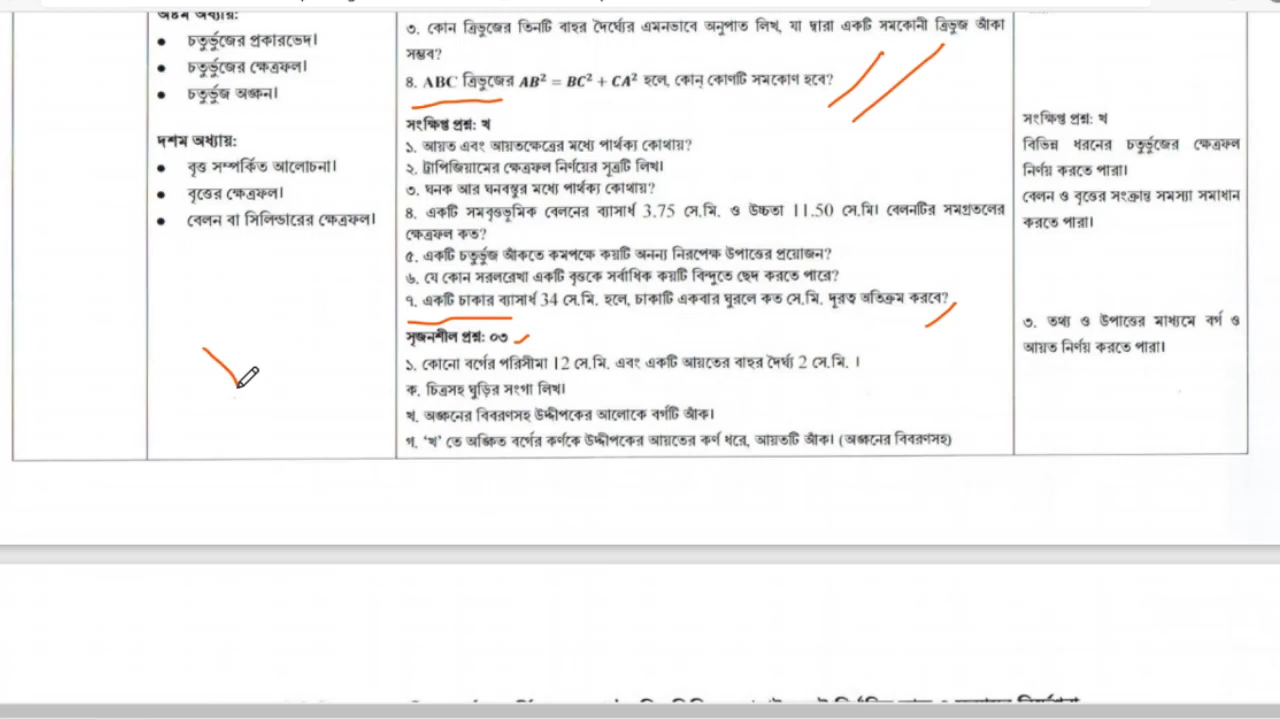 অষ্টম অধ্যায়:
• চতুর্ভুজের প্রকারভেদ।
• চতুর্ভুজের ক্ষেত্রফল।
• চতুর্ভুজ অঙ্কন।
দশম অধ্যায়:
• বৃত্ত সম্পর্কিত আলোচনা।
• বৃত্তের ক্ষেত্রফল।
• বেলন বা সিলিন্ডারের ক্ষেত্রফল।
৩. কোন ত্রিভুজের তিনটি বাহুর দৈর্ঘ্যের এমনভাবে অনুপাত লিখ, যা দ্বারা একটি সমকোনী ত্রিভুজ আঁকা
সম্ভব?
৪. ABC ত্রিভুজের AB² = BC² + CA² হলে, কোন্ কোণটি সমকোণ হবে?
সংক্ষিপ্ত প্রশ্ন: খ
১. আয়ত এবং আয়তক্ষেত্রের মধ্যে পার্থক্য কোথায়?
২. ট্রাপিজিয়ামের ক্ষেত্রফল নির্ণয়ের সূত্রটি লিখ।
৩. ঘনক আর ঘনবস্তুর মধ্যে পার্থক্য কোথায়?
৪. একটি সমবৃত্তভূমিক বেলনের ব্যাসার্ধ 3.75 সে.মি. ও উচ্চতা 11.50 সে.মি। বেলনটির সমগ্রতলের
ক্ষেত্রফল কত?
৫. একটি চতুর্ভুজ আঁকতে কমপক্ষে কয়টি অনন্য নিরপেক্ষ উপাত্তের প্রয়োজন?
৬. যে কোন সরলরেখা একটি বৃত্তকে সর্বাধিক কয়টি বিন্দুতে ছেদ করতে পারে?
৭. একটি চাকার ব্যাসার্ধ 34 সে.মি. হলে, চাকাটি একবার ঘুরলে কত সে.মি. দূরত্ব অতিক্রম করবে?
সৃজনশীল প্রশ্ন: ০৩
১. কোনো বর্গের পরিসীমা 12 সে.মি. এবং একটি আয়তের বাহুর দৈর্ঘ্য 2 সে.মি. ।
ক. চিত্রসহ ঘুড়ির সংগা লিখ।
খ. অঙ্কনের বিবরণসহ উদ্দীপকের আলোকে বর্গটি আঁক।
গ. ‘খ’ তে অঙ্কিত বর্গের কর্ণকে উদ্দীপকের আয়তের কর্ণ ধরে, আয়তটি আঁক। (অঙ্কনের বিবরণসহ)
সংক্ষিপ্ত প্রশ্ন: খ
বিভিন্ন ধরনের চতুর্ভুজের ক্ষেত্রফল
নির্ণয় করতে পারা।
বেলন ও বৃত্তের সংক্রান্ত সমস্যা সমাধান
করতে পারা।
৩. তথ্য ও উপাত্তের মাধ্যমে বর্গ ও
আয়ত নির্ণয় করতে পারা।